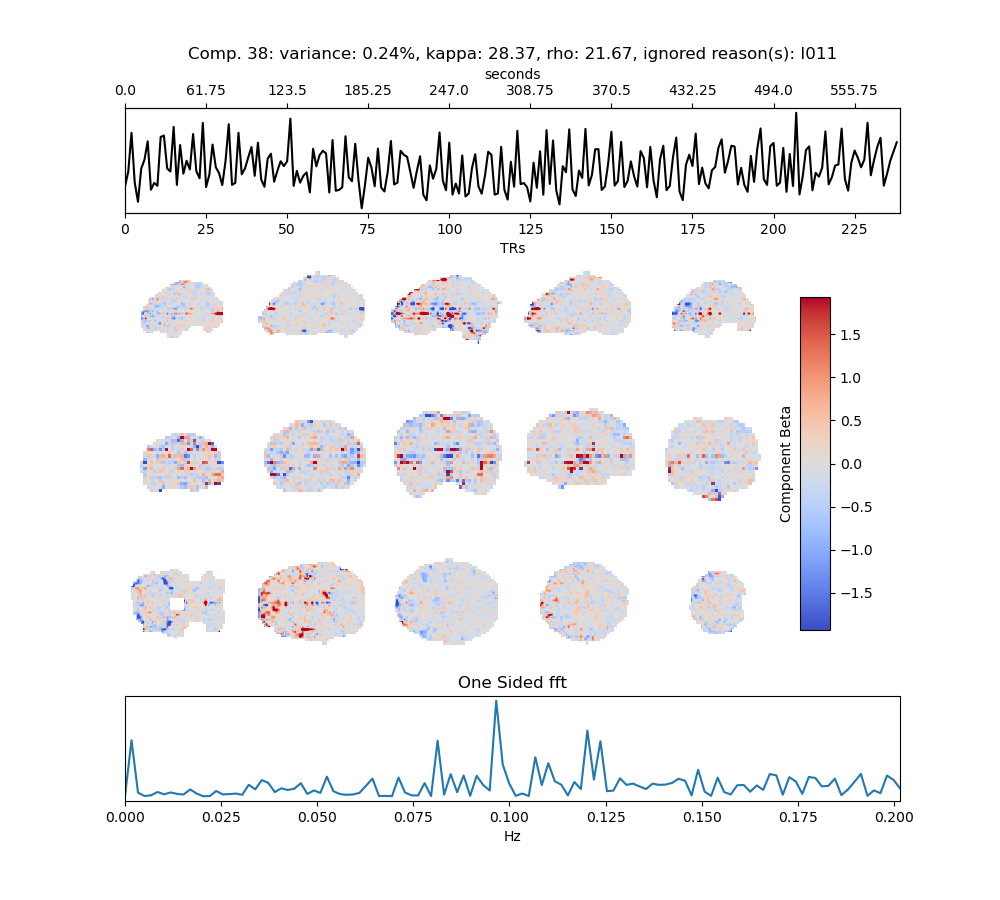 Comp. 38: variance: 0.24%, kappa: 28.37, rho: 21.67, ignored reason(s): I011
seconds
0.0 61.75 123.5 185.25 247.0 308.75 370.5 432.25 494.0 555.75
0 25 50 75 100 125 150 175 200 225
TRs
1.5
1.0
0.5
0.0
−0.5
−1.0
−1.5
Component Beta
One Sided fft
0.000 0.025 0.050 0.075 0.100 0.125 0.150 0.175 0.200
Hz